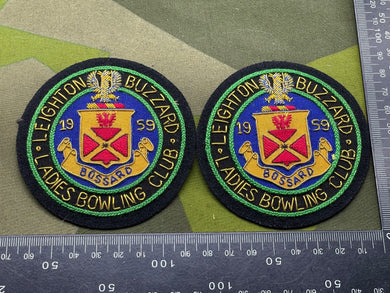 LEIGHTON BUZZARD
19 59
BOSSARD
LADIES BOWLING CLUB
LEIGHTON BUZZARD
19 59
BOSSARD
LADIES BOWLING CLUB